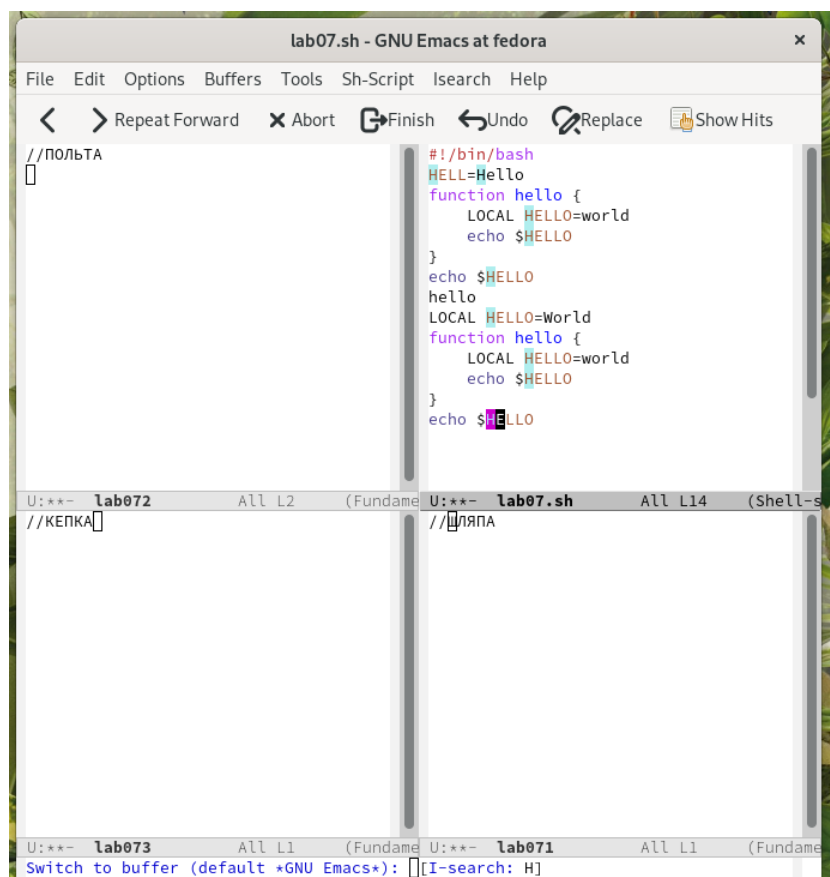 lab07.sh - GNU Emacs at fedora ×
File Edit Options Buffers Tools Sh-Script Isearch Help
Repeat Forward Abort Finish Undo Replace Show Hits
//ПОЛЬТА
U:**- lab072 All L2 (Fundame
#!/bin/bash
HELL=Hello
function hello {
    LOCAL HELLO=world
    echo $HELLO
}
echo $HELLO
hello
LOCAL HELLO=World
function hello {
    LOCAL HELLO=world
    echo $HELLO
}
echo $HELLO
U:**- lab07.sh All L14 (Shell-s
//КЕПКА
U:**- lab073 All L1 (Fundame
//ШЛЯПА
U:**- lab071 All L1 (Fundame
Switch to buffer (default *GNU Emacs*): [I-search: H]